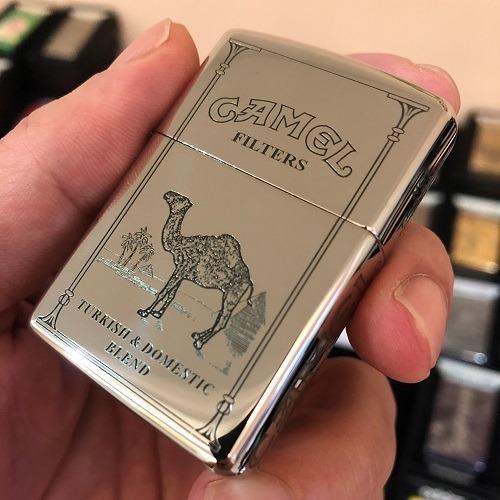 CAMEL
FILTERS
TURKISH & DOMESTIC
BLEND